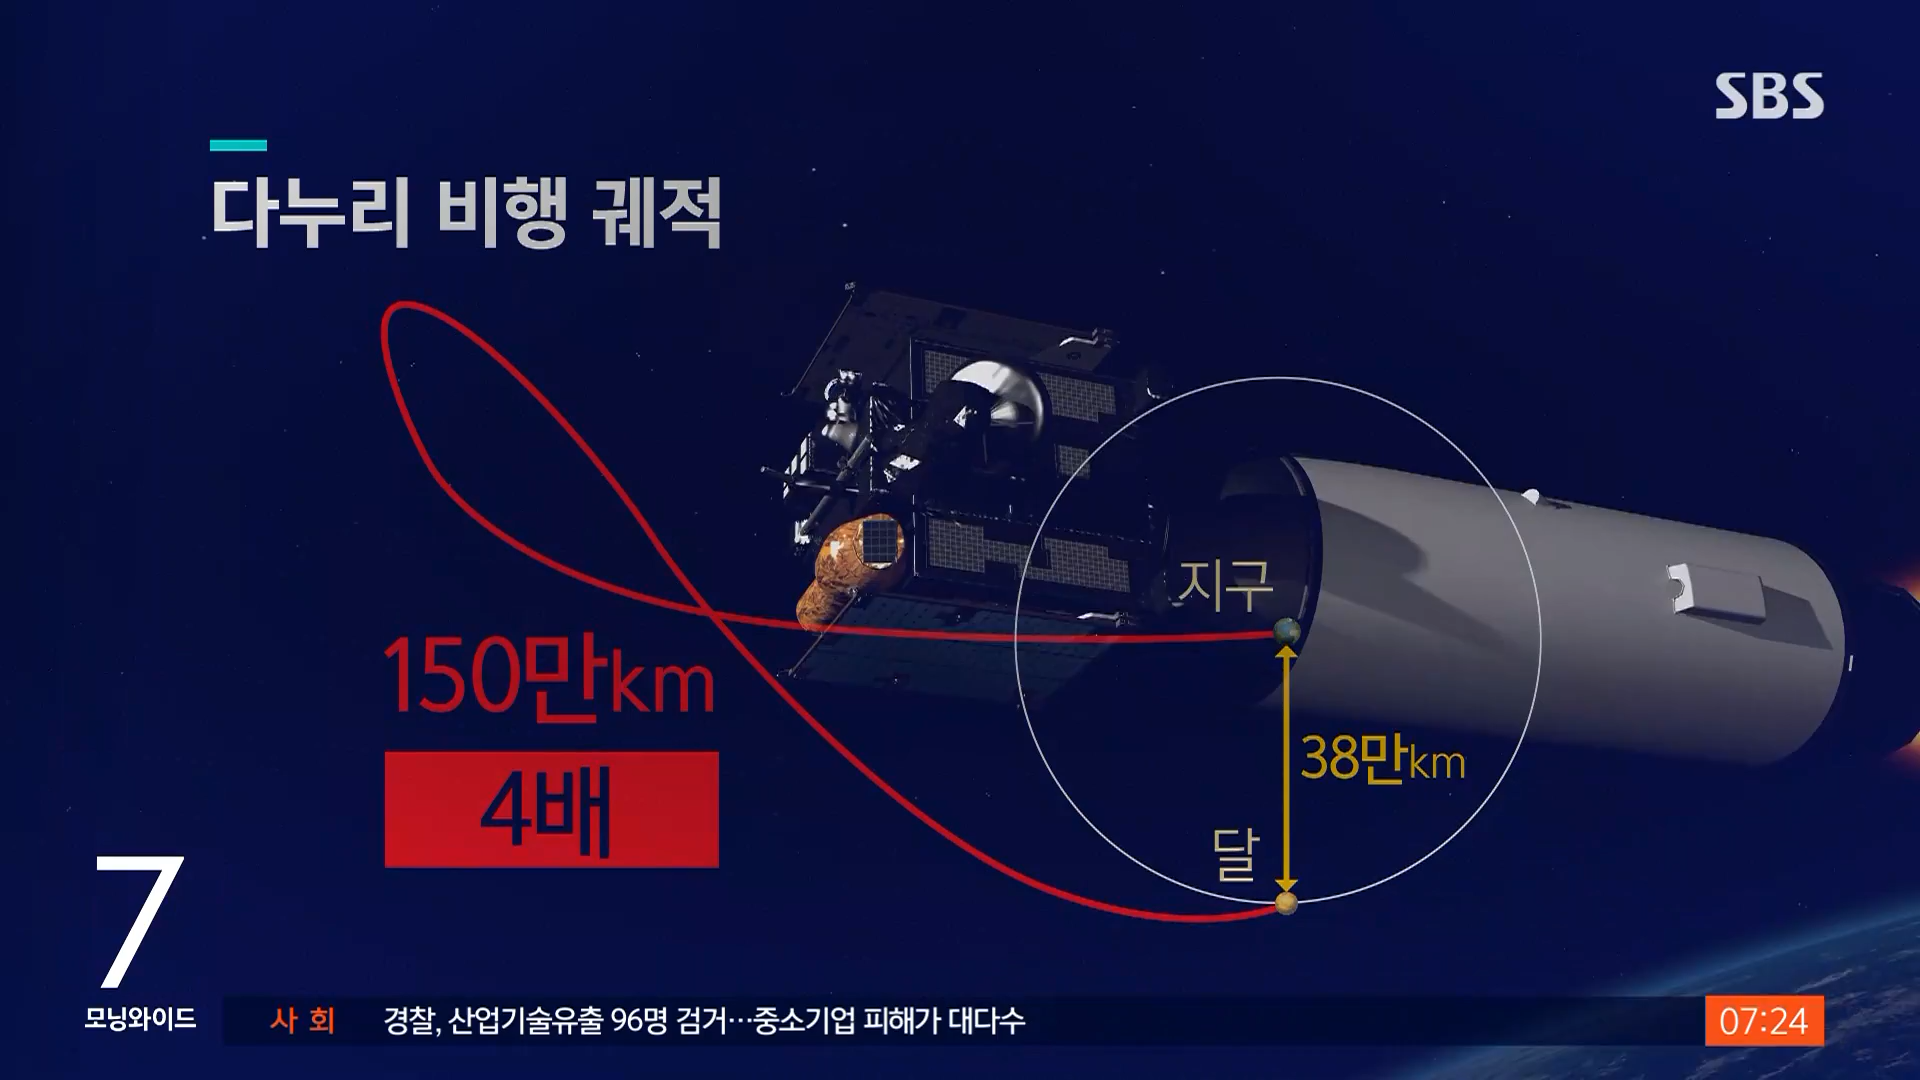 SBS
다누리 비행 궤적
지구
150만km
4배
38만km
달
7
모닝와이드
사 회 경찰, 산업기술유출 96명 검거…중소기업 피해가 대다수 07:24